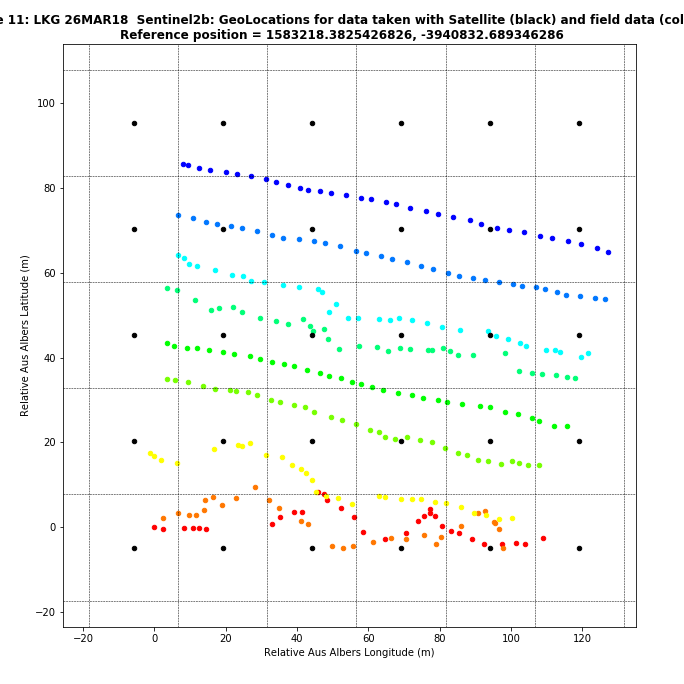 e 11: LKG 26MAR18 Sentinel2b: GeoLocations for data taken with Satellite (black) and field data (col
Reference position = 1583218.3825426826, -3940832.689346286
100
80
60
40
20
0
−20
Relative Aus Albers Latitude (m)
−20 0 20 40 60 80 100 120
Relative Aus Albers Longitude (m)